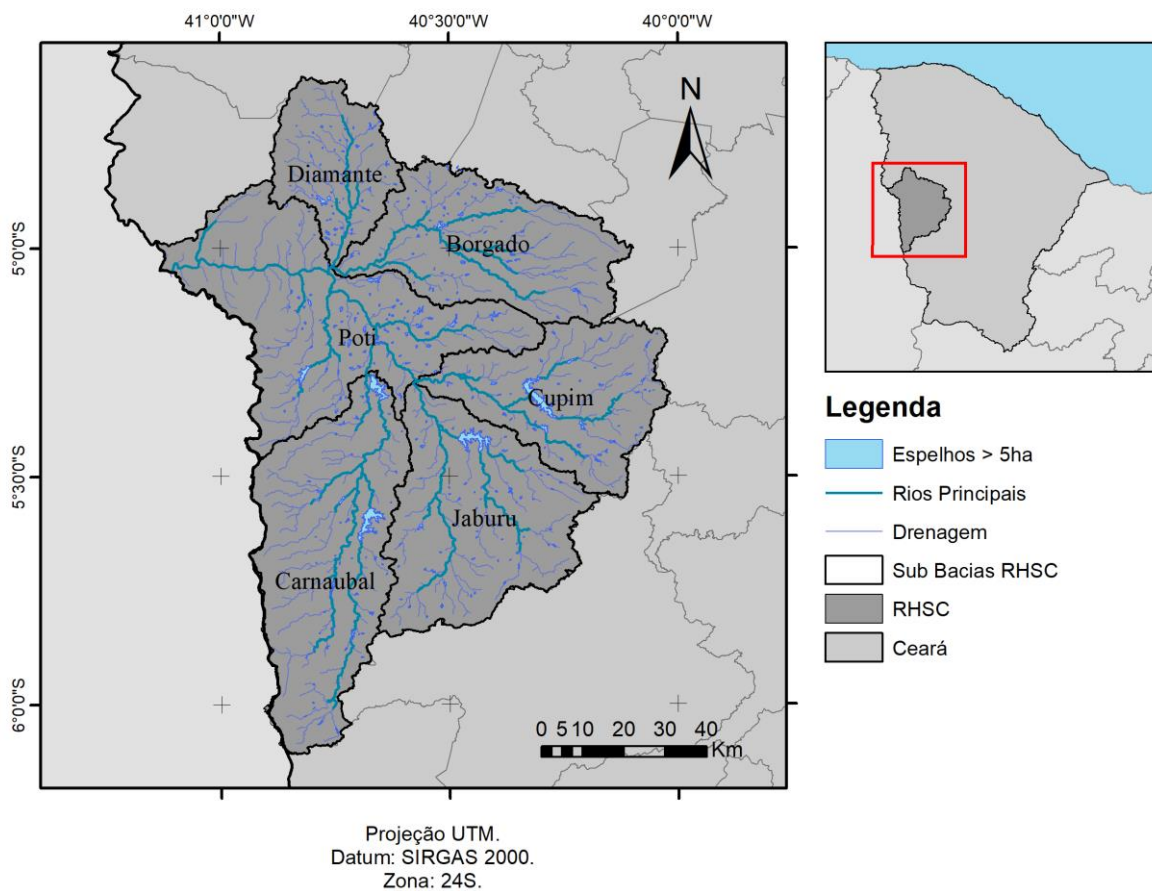 41°0'0"W
40°30'0"W
40°0'0"W
N
Diamante
5°0'0"S
Borgado
Poti
Cupim
Legenda
Espelhos > 5ha
5°30'0"S
Rios Principais
Jaburu
Drenagem
Sub Bacias RHSC
Carnaubal
RHSC
Ceará
6°0'0"S
0 5 10 20 30 40
Km
Projeção UTM.
Datum: SIRGAS 2000.
Zona: 24S.